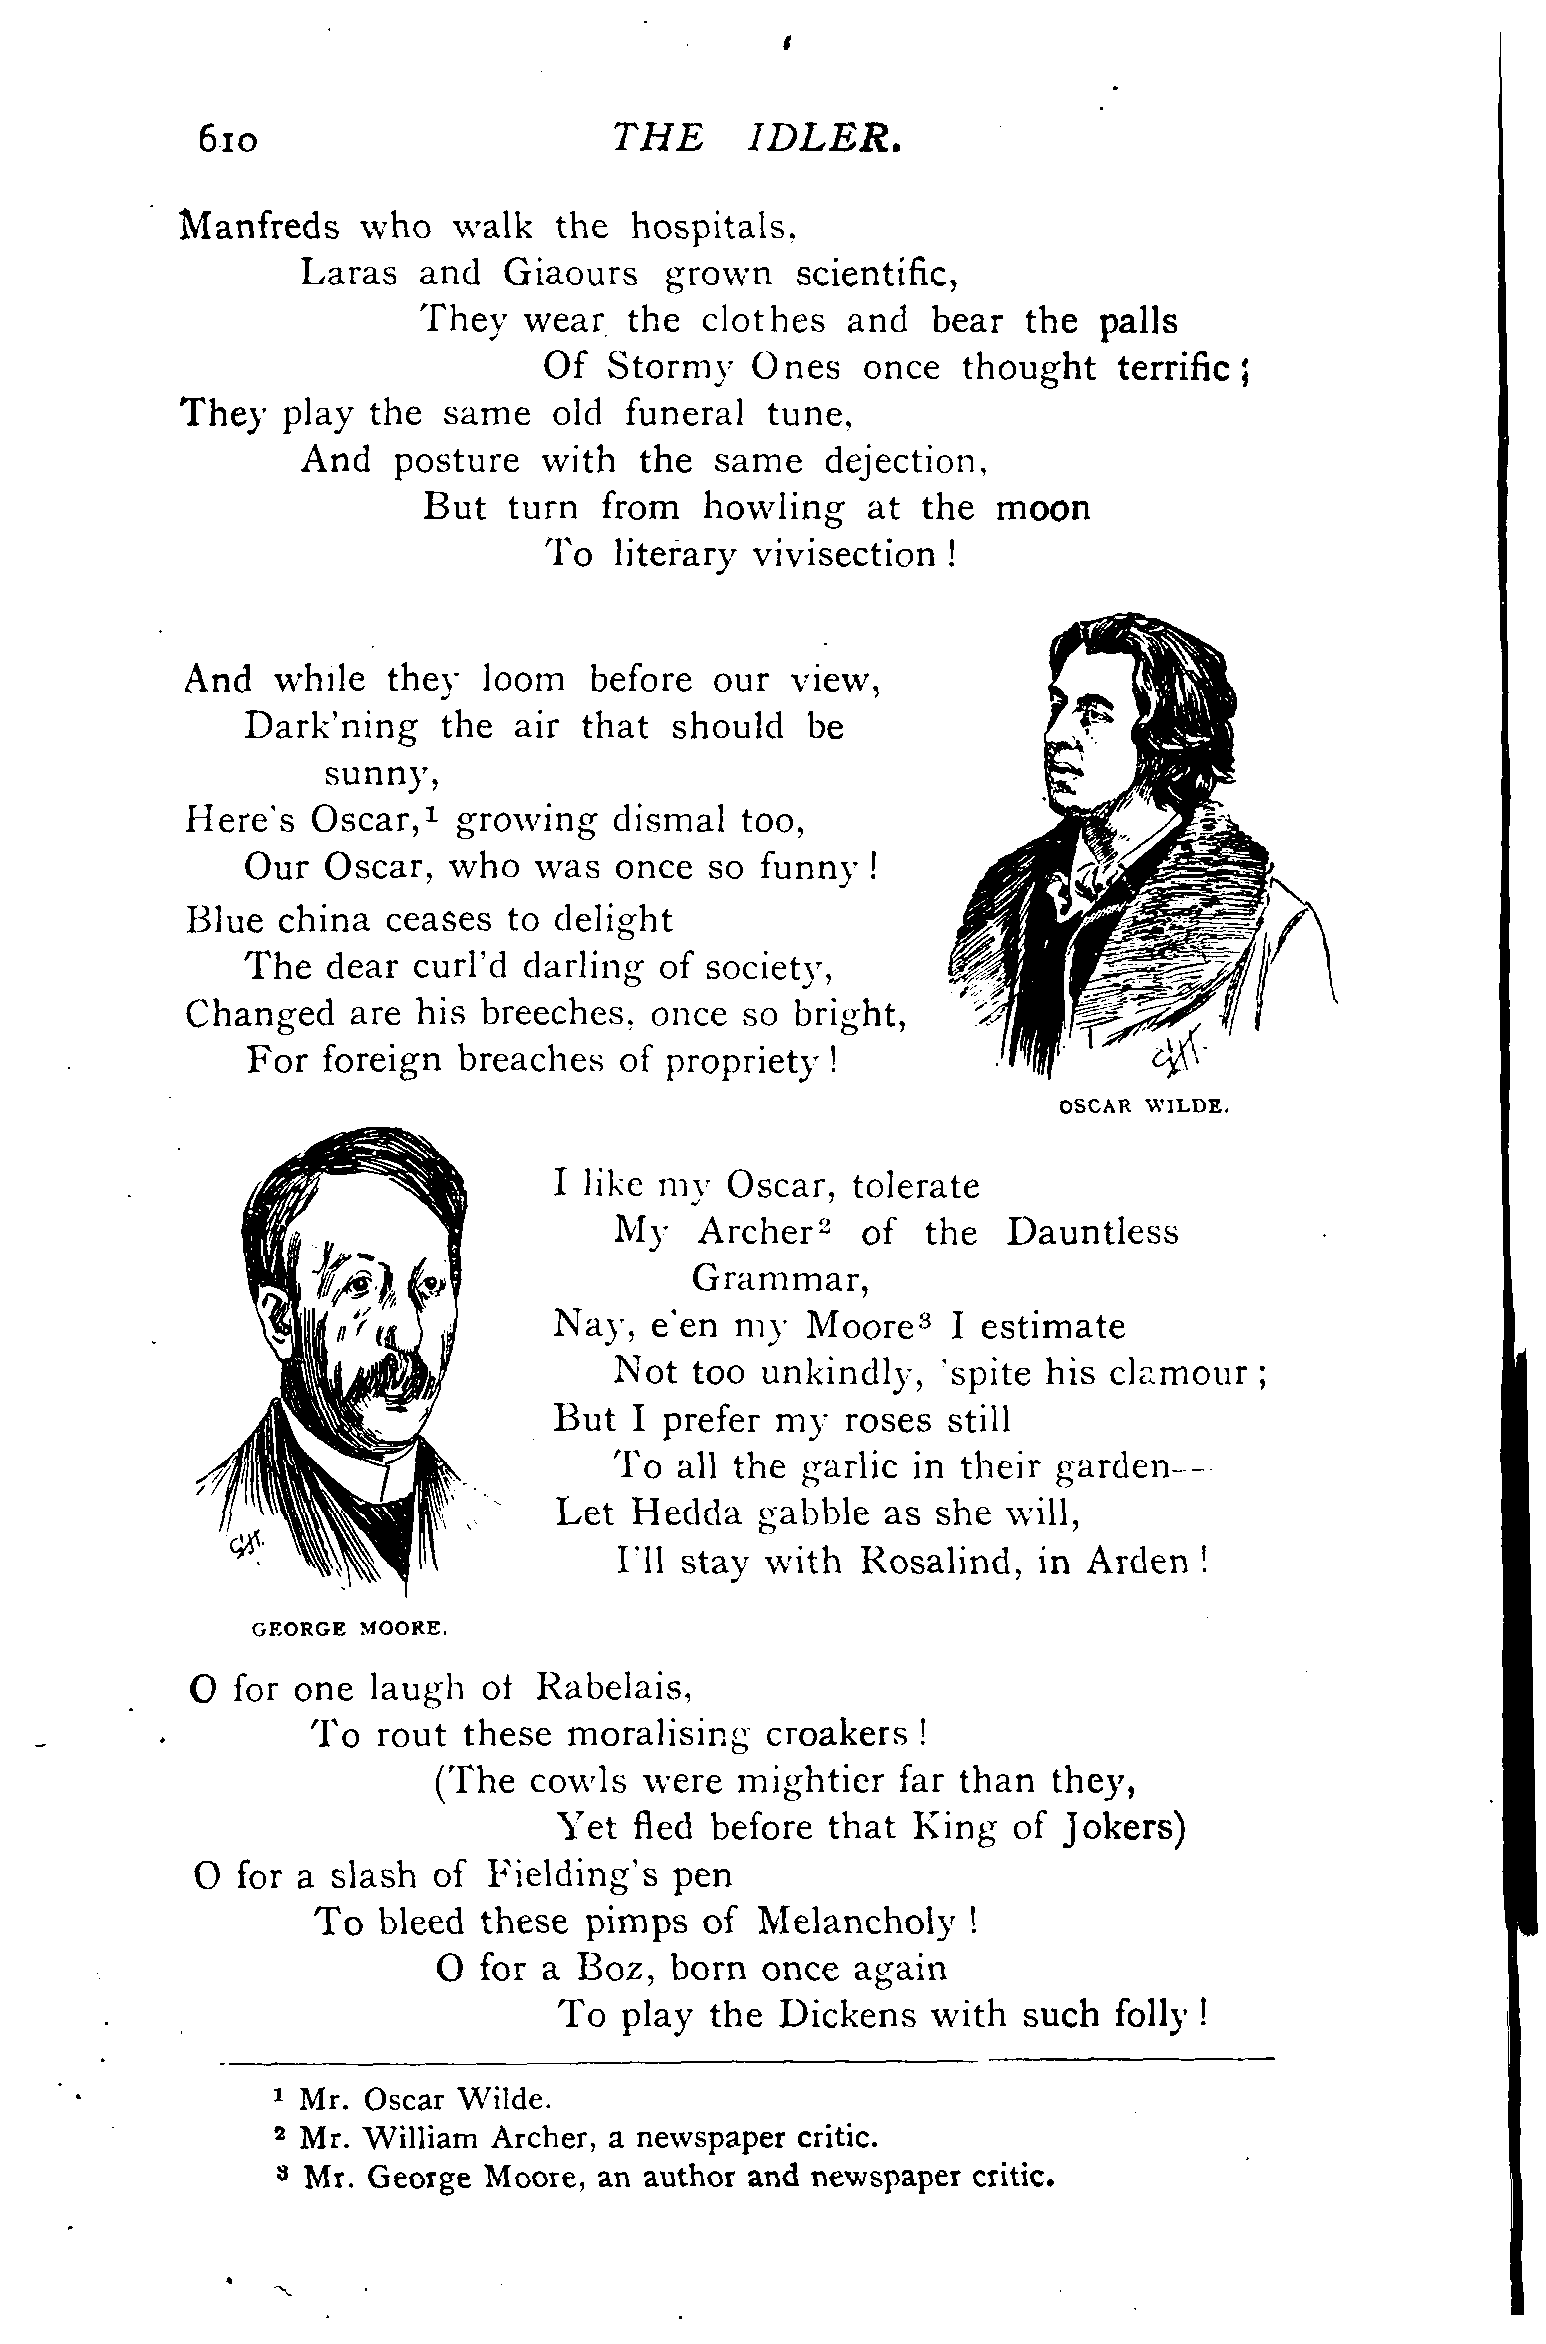 610 THE IDLER.
Manfreds who walk the hospitals,
Laras and Giaours grown scientific,
They wear the clothes and bear the palls
Of Stormy Ones once thought terrific;
They play the same old funeral tune,
And posture with the same dejection,
But turn from howling at the moon
To literary vivisection!
And while they loom before our view,
Dark'ning the air that should be
sunny,
Here's Oscar,¹ growing dismal too,
Our Oscar, who was once so funny!
Blue china ceases to delight
The dear curl'd darling of society,
Changed are his breeches, once so bright,
For foreign breaches of propriety!
G.H.
OSCAR WILDE.
I like my Oscar, tolerate
My Archer² of the Dauntless
Grammar,
Nay, e'en my Moore³ I estimate
Not too unkindly, 'spite his clamour;
But I prefer my roses still
To all the garlic in their garden—
Let Hedda gabble as she will,
I'll stay with Rosalind, in Arden!
G.H.
GEORGE MOORE.
O for one laugh of Rabelais,
To rout these moralising croakers!
(The cowls were mightier far than they,
Yet fled before that King of Jokers)
O for a slash of Fielding's pen
To bleed these pimps of Melancholy!
O for a Boz, born once again
To play the Dickens with such folly!
¹ Mr. Oscar Wilde.
² Mr. William Archer, a newspaper critic.
³ Mr. George Moore, an author and newspaper critic.